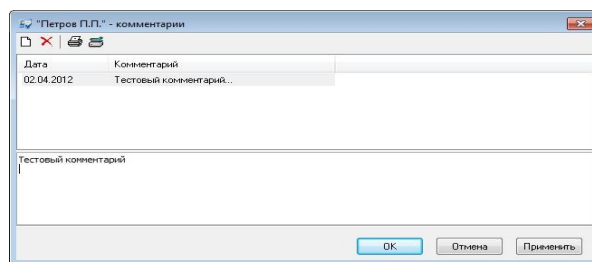 "Петров П.П." - комментарии
Дата Комментарий
02.04.2012 Тестовый комментарий...
Тестовый комментарий
OK Отмена Применить